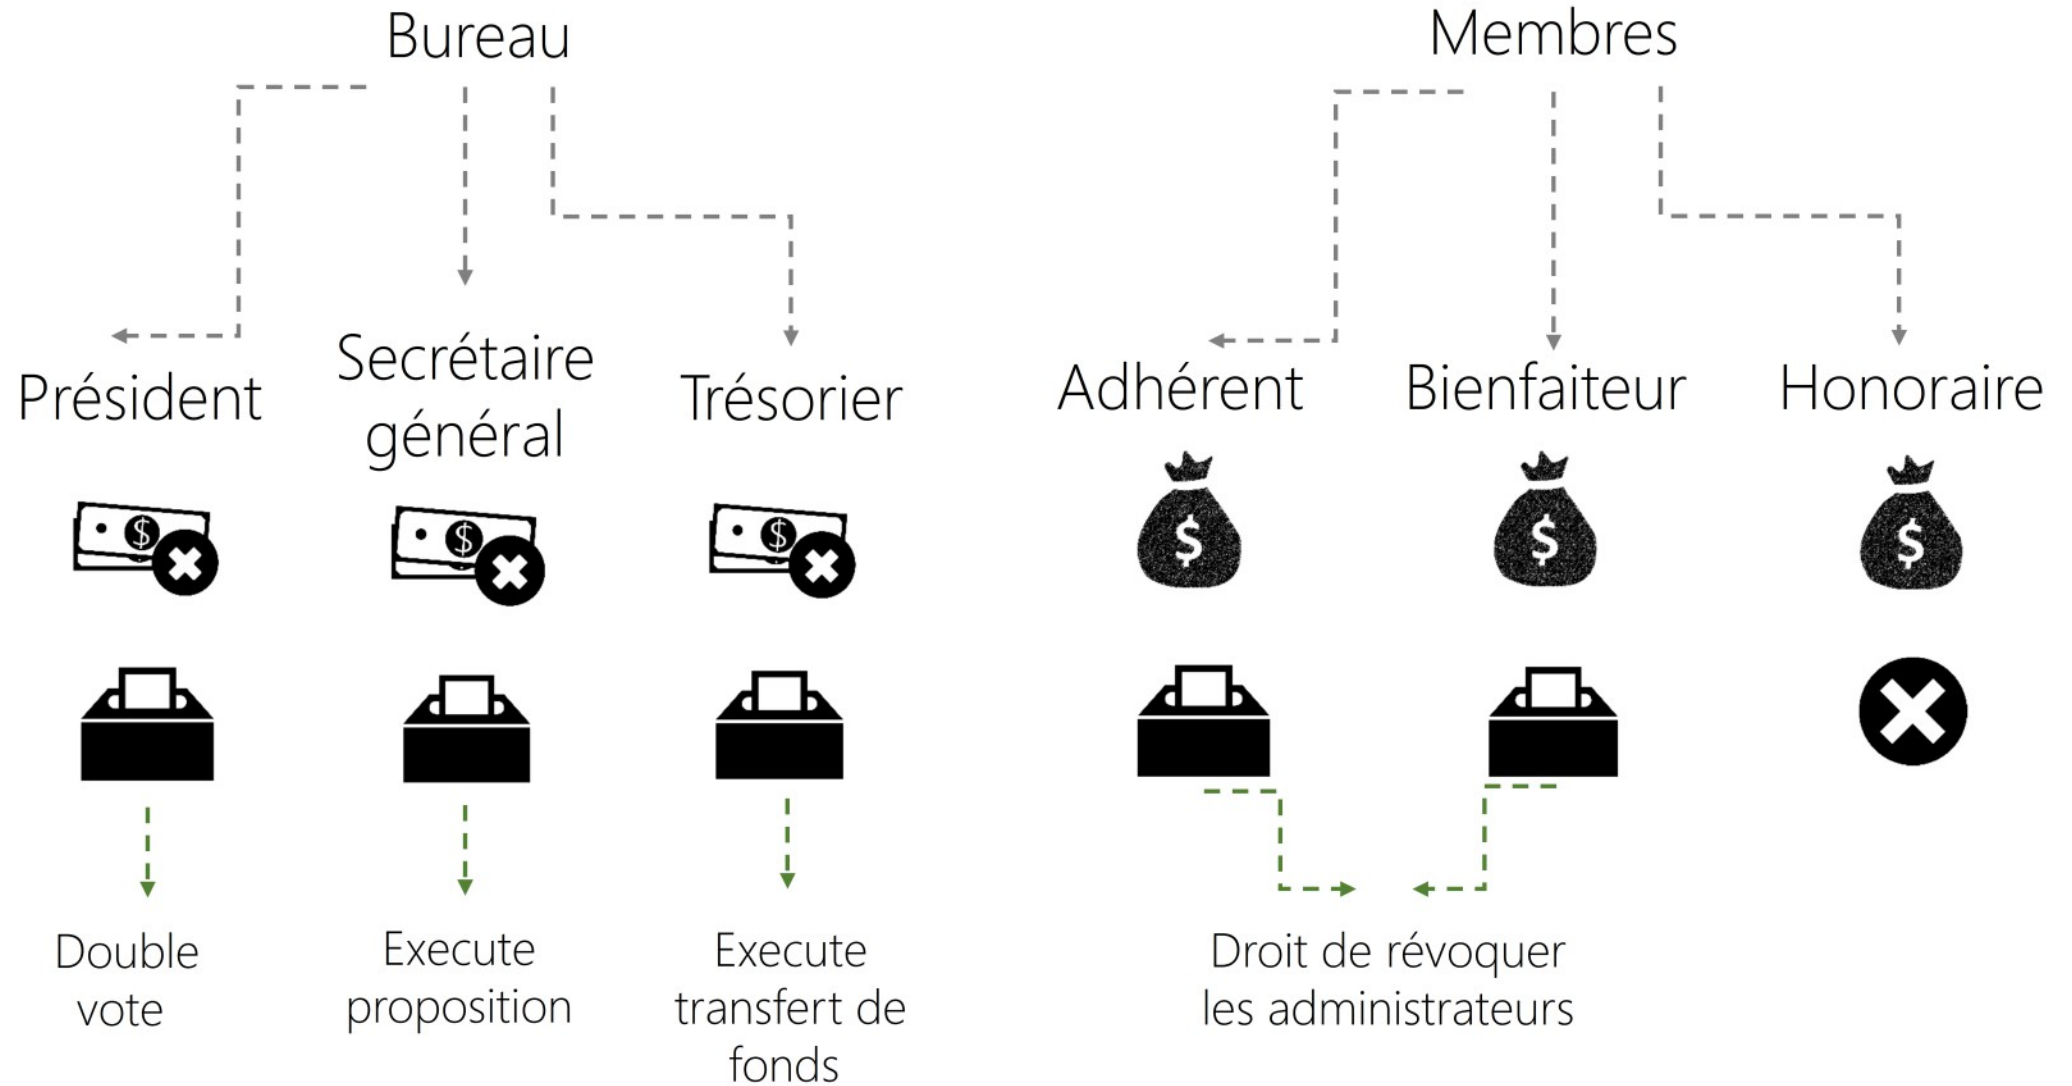 Bureau
Membres
Président
Secrétaire
général
Trésorier
Adhérent
Bienfaiteur
Honoraire
$
$
$
$
$
$
Double
vote
Execute
proposition
Execute
transfert de
fonds
Droit de révoquer
les administrateurs